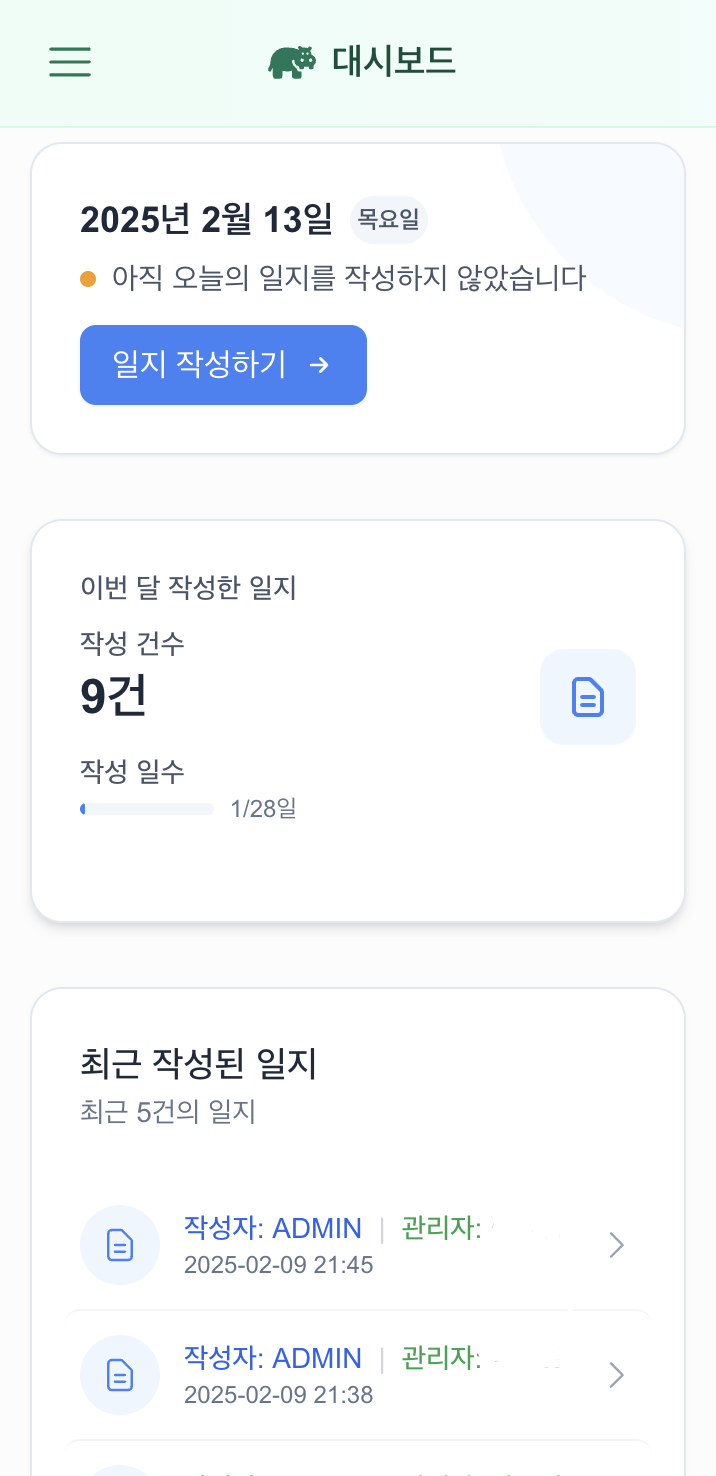 대시보드
2025년 2월 13일 목요일
아직 오늘의 일지를 작성하지 않았습니다
일지 작성하기 →
이번 달 작성한 일지
작성 건수
9건
작성 일수
1/28일
최근 작성된 일지
최근 5건의 일지
작성자: ADMIN | 관리자:
2025-02-09 21:45
작성자: ADMIN | 관리자:
2025-02-09 21:38